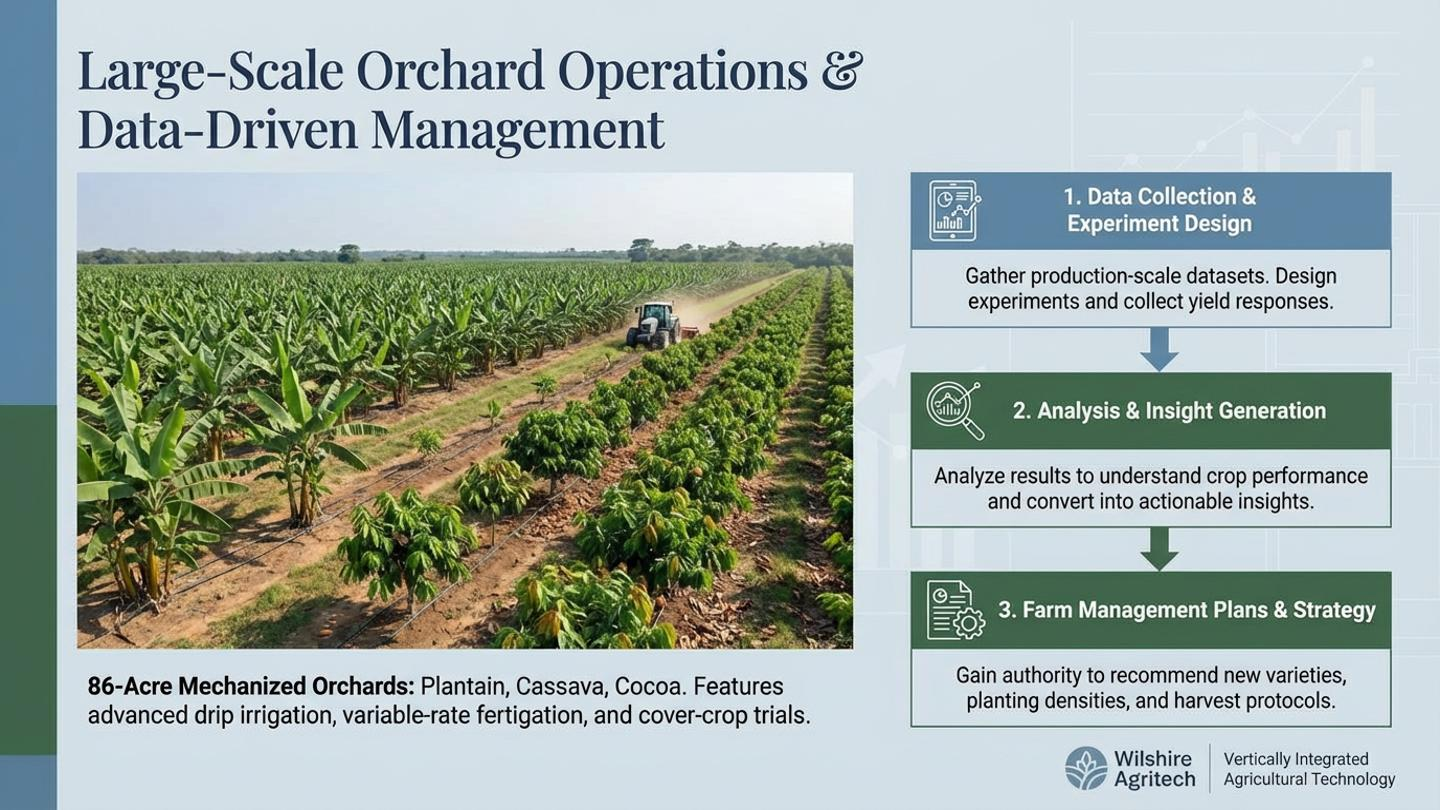 Large-Scale Orchard Operations &
Data-Driven Management
86-Acre Mechanized Orchards: Plantain, Cassava, Cocoa. Features
advanced drip irrigation, variable-rate fertigation, and cover-crop trials.
1. Data Collection &
Experiment Design
Gather production-scale datasets. Design
experiments and collect yield responses.
2. Analysis & Insight Generation
Analyze results to understand crop performance
and convert into actionable insights.
3. Farm Management Plans & Strategy
Gain authority to recommend new varieties,
planting densities, and harvest protocols.
Wilshire
Agritech
Vertically Integrated
Agricultural Technology